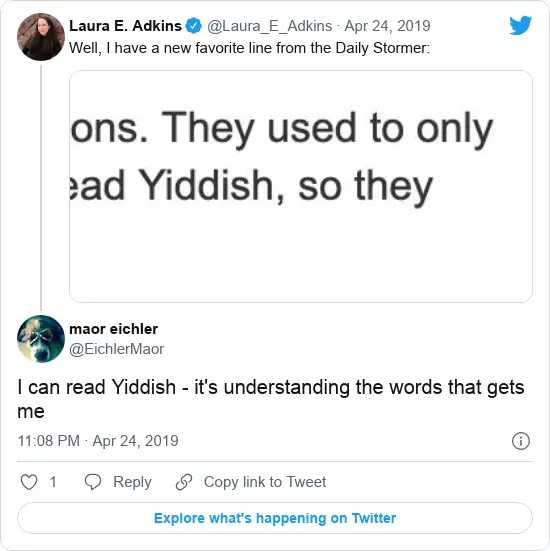 Laura E. Adkins @Laura_E_Adkins · Apr 24, 2019
Well, I have a new favorite line from the Daily Stormer:
ons. They used to only
ead Yiddish, so they
maor eichler
@EichlerMaor
I can read Yiddish - it's understanding the words that gets
me
11:08 PM · Apr 24, 2019
1 Reply Copy link to Tweet
Explore what's happening on Twitter